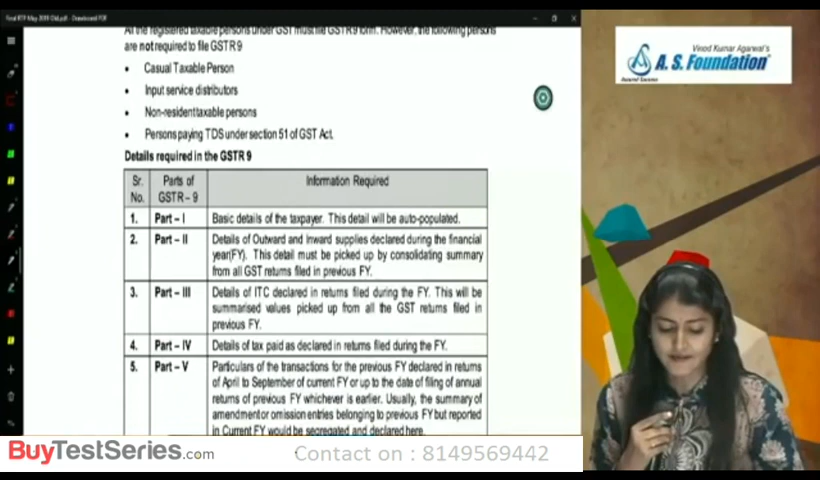 Final RTP May 2019 Old.pdf - Drawboard PDF
All the registered taxable persons under GST must file GSTR 9 form. However, the following persons
are not required to file GSTR 9
• Casual Taxable Person
• Input service distributors
• Non-resident taxable persons
• Persons paying TDS under section 51 of GST Act.
Details required in the GSTR 9
Sr. No. Parts of GSTR – 9 Information Required
1. Part – I Basic details of the taxpayer. This detail will be auto-populated.
2. Part – II Details of Outward and Inward supplies declared during the financial
year(FY). This detail must be picked up by consolidating summary
from all GST returns filed in previous FY.
3. Part – III Details of ITC declared in returns filed during the FY. This will be
summarised values picked up from all the GST returns filed in
previous FY.
4. Part – IV Details of tax paid as declared in returns filed during the FY.
5. Part – V Particulars of the transactions for the previous FY declared in returns
of April to September of current FY or up to the date of filing of annual
returns of previous FY whichever is earlier. Usually, the summary of
amendment or omission entries belonging to previous FY but reported
in Current FY would be segregated and declared here.
Vinod Kumar Agarwal's
A. S. Foundation
Assured Success
BuyTestSeries.com
Contact on : 8149569442